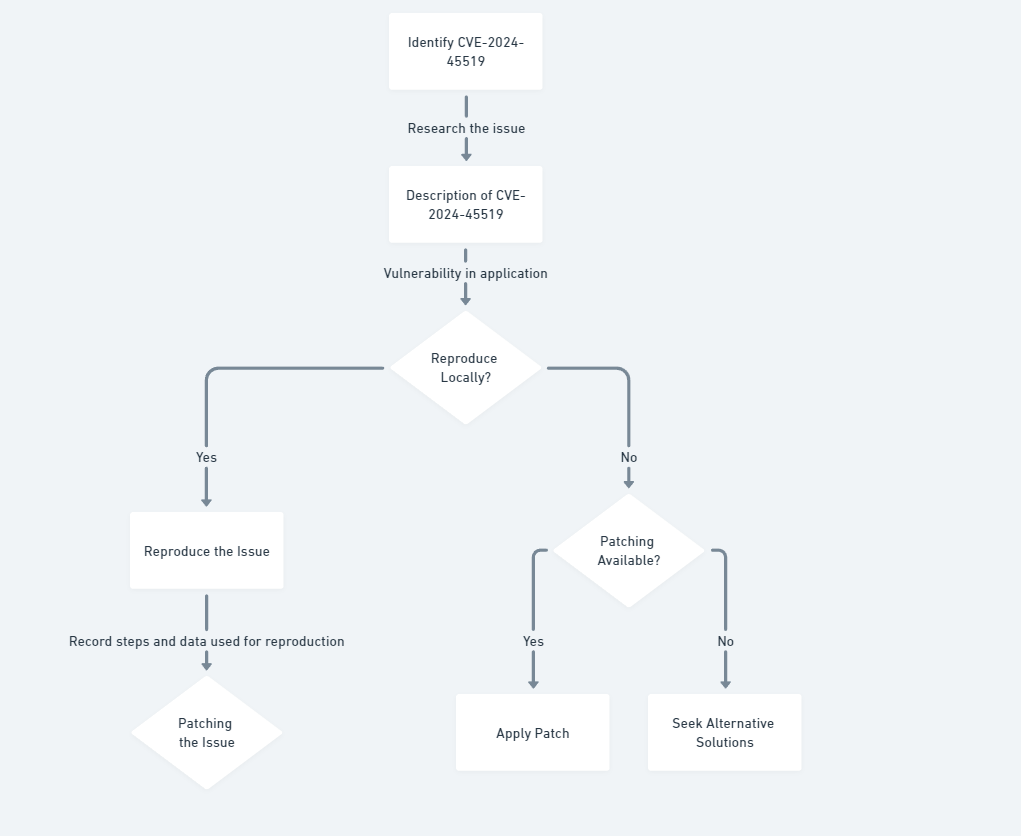 Identify CVE-2024-
45519
Research the issue
Description of CVE-
2024-45519
Vulnerability in application
Reproduce
Locally?
Yes
No
Reproduce the Issue
Patching
Available?
Record steps and data used for reproduction
Yes
No
Patching
the Issue
Apply Patch
Seek Alternative
Solutions